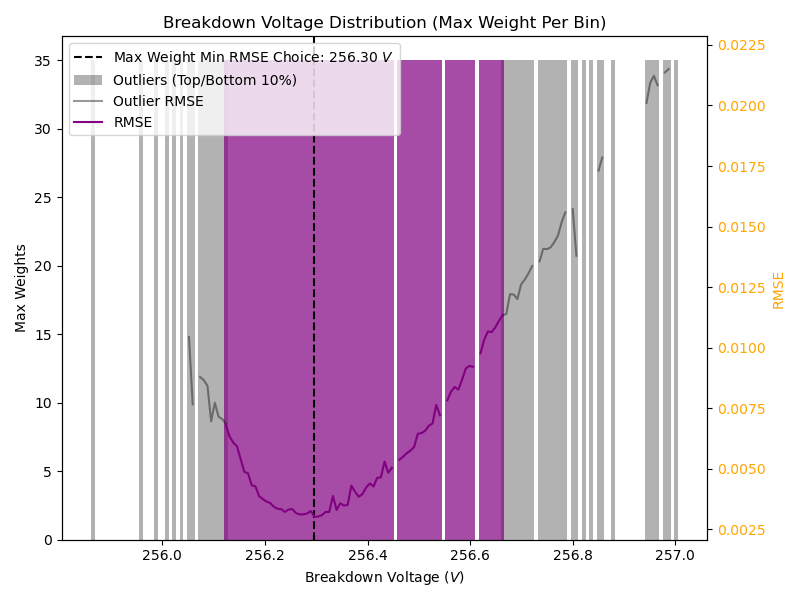 Breakdown Voltage Distribution (Max Weight Per Bin)
Max Weight Min RMSE Choice: 256.30 V
Outliers (Top/Bottom 10%)
Outlier RMSE
RMSE
Max Weights
35
30
25
20
15
10
5
0
0.0225
0.0200
0.0175
0.0150
0.0125
0.0100
0.0075
0.0050
0.0025
RMSE
256.0 256.2 256.4 256.6 256.8 257.0
Breakdown Voltage (V)